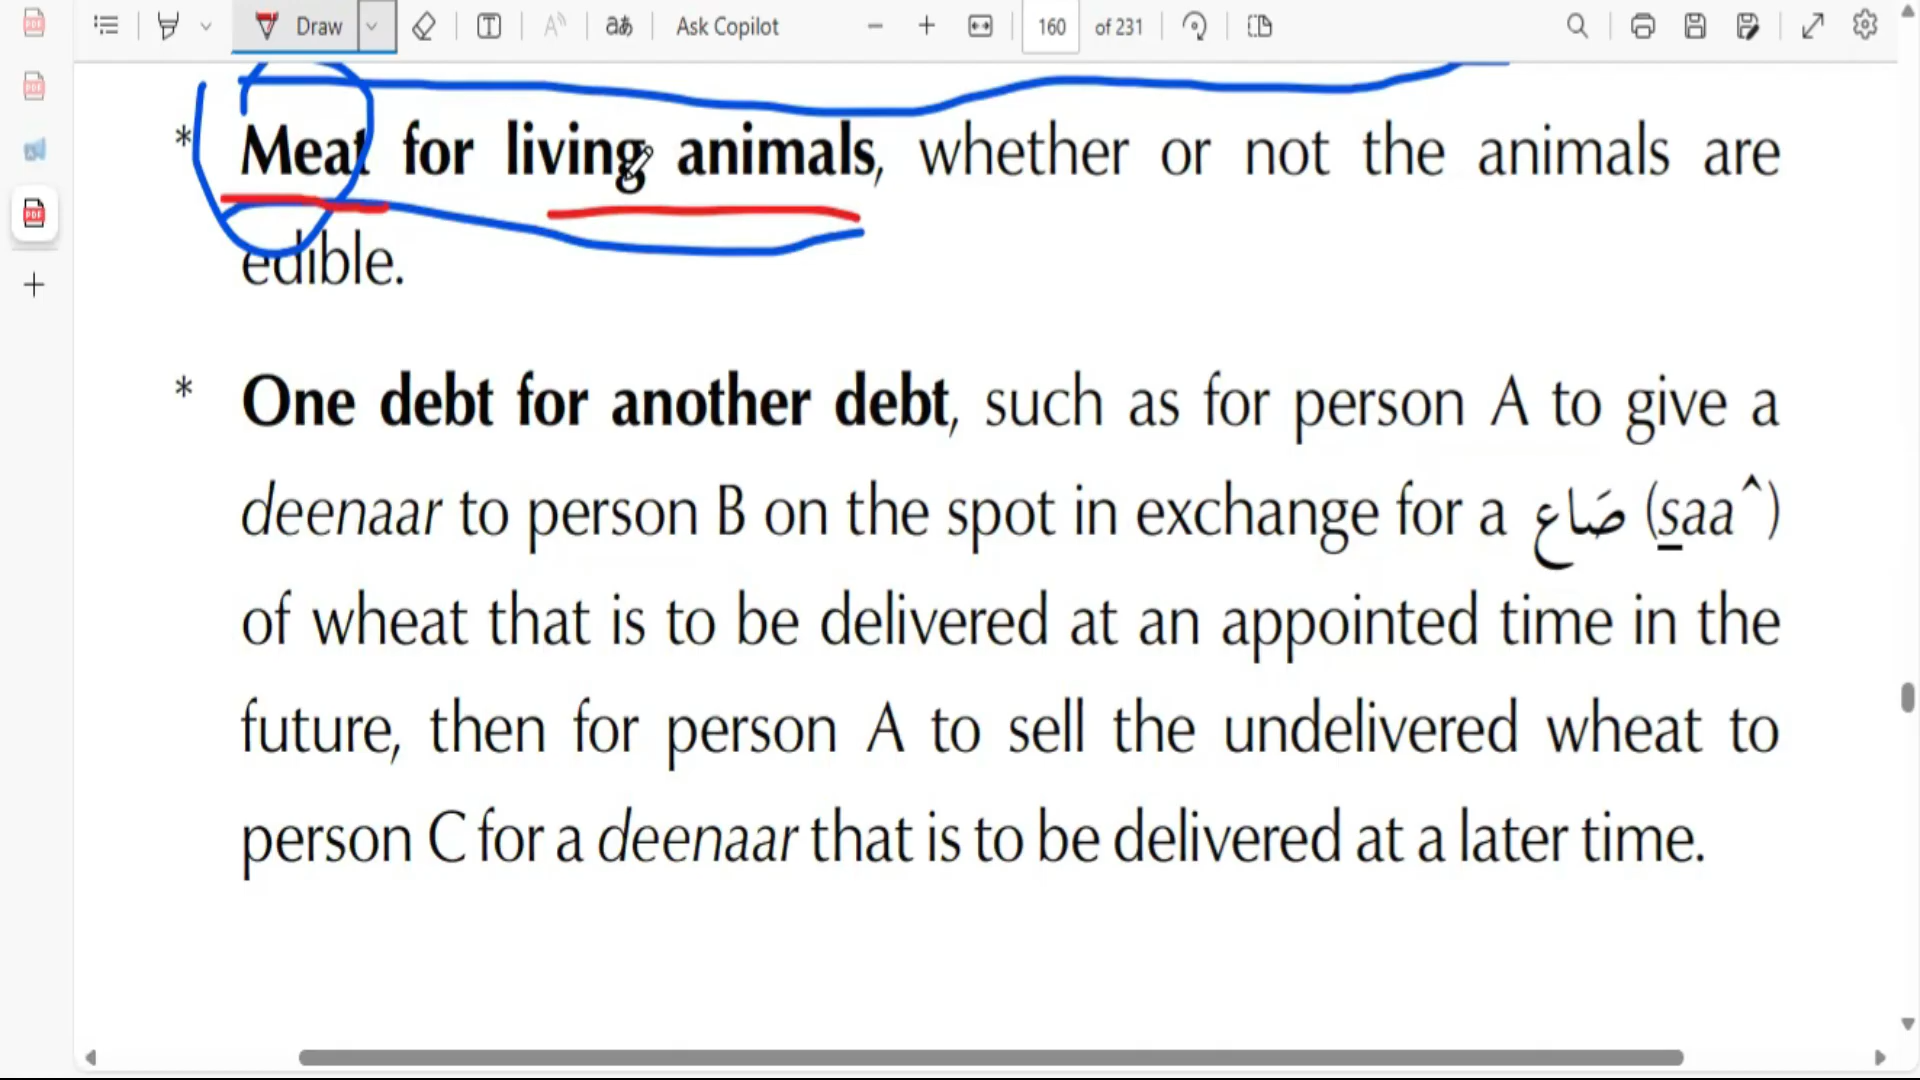 Draw
Ask Copilot
160 of 231
* Meat for living animals, whether or not the animals are
edible.
* One debt for another debt, such as for person A to give a
deenaar to person B on the spot in exchange for a صَاع (saa^)
of wheat that is to be delivered at an appointed time in the
future, then for person A to sell the undelivered wheat to
person C for a deenaar that is to be delivered at a later time.